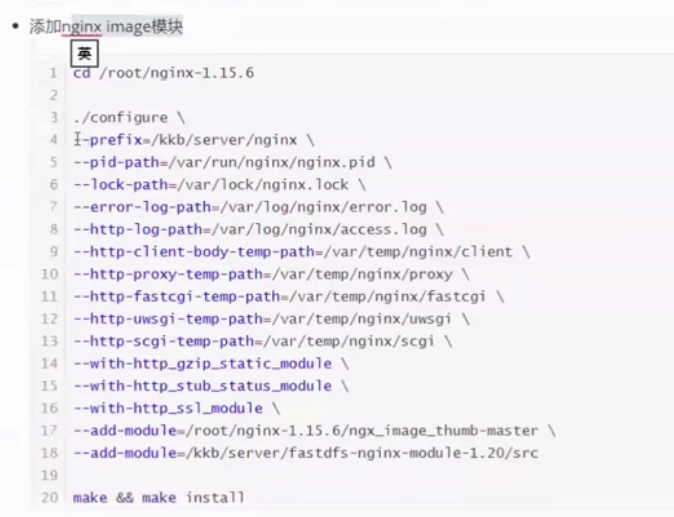 添加nginx image模块
英
1 cd /root/nginx-1.15.6
2
3 ./configure \
4 --prefix=/kkb/server/nginx \
5 --pid-path=/var/run/nginx/nginx.pid \
6 --lock-path=/var/lock/nginx.lock \
7 --error-log-path=/var/log/nginx/error.log \
8 --http-log-path=/var/log/nginx/access.log \
9 --http-client-body-temp-path=/var/temp/nginx/client \
10 --http-proxy-temp-path=/var/temp/nginx/proxy \
11 --http-fastcgi-temp-path=/var/temp/nginx/fastcgi \
12 --http-uwsgi-temp-path=/var/temp/nginx/uwsgi \
13 --http-scgi-temp-path=/var/temp/nginx/scgi \
14 --with-http_gzip_static_module \
15 --with-http_stub_status_module \
16 --with-http_ssl_module \
17 --add-module=/root/nginx-1.15.6/ngx_image_thumb-master \
18 --add-module=/kkb/server/fastdfs-nginx-module-1.20/src
19
20 make && make install